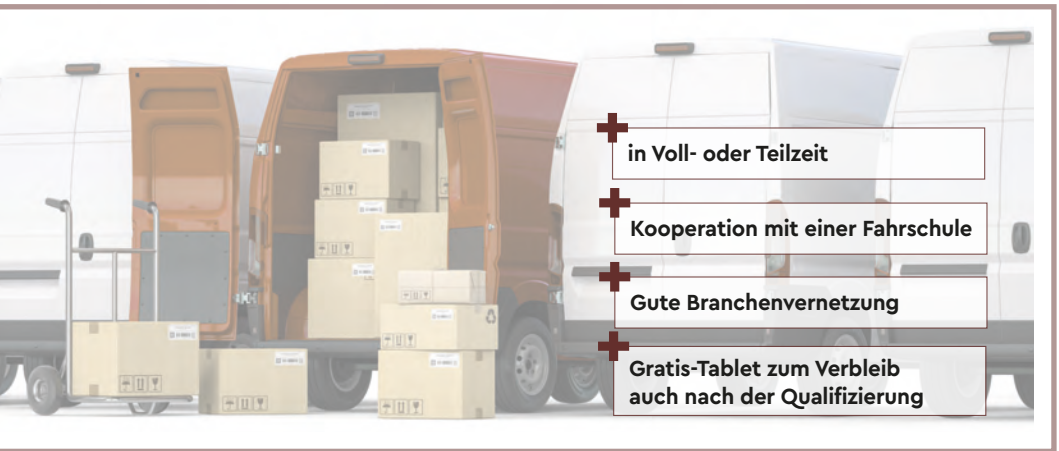 in Voll- oder Teilzeit
Kooperation mit einer Fahrschule
Gute Branchenvernetzung
Gratis-Tablet zum Verbleib
auch nach der Qualifizierung